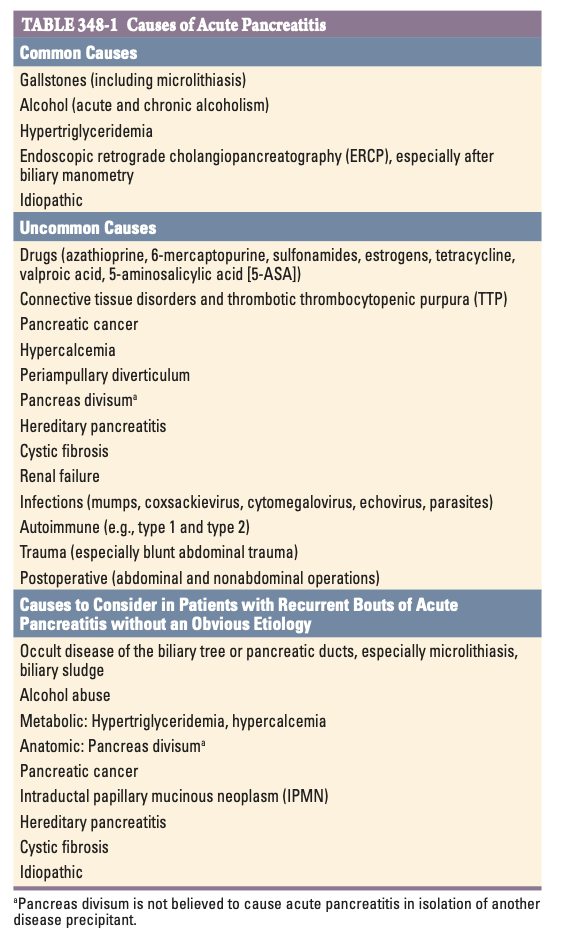 TABLE 348-1 Causes of Acute Pancreatitis
Common Causes
Gallstones (including microlithiasis)
Alcohol (acute and chronic alcoholism)
Hypertriglyceridemia
Endoscopic retrograde cholangiopancreatography (ERCP), especially after
biliary manometry
Idiopathic
Uncommon Causes
Drugs (azathioprine, 6-mercaptopurine, sulfonamides, estrogens, tetracycline,
valproic acid, 5-aminosalicylic acid [5-ASA])
Connective tissue disorders and thrombotic thrombocytopenic purpura (TTP)
Pancreatic cancer
Hypercalcemia
Periampullary diverticulum
Pancreas divisumᵃ
Hereditary pancreatitis
Cystic fibrosis
Renal failure
Infections (mumps, coxsackievirus, cytomegalovirus, echovirus, parasites)
Autoimmune (e.g., type 1 and type 2)
Trauma (especially blunt abdominal trauma)
Postoperative (abdominal and nonabdominal operations)
Causes to Consider in Patients with Recurrent Bouts of Acute
Pancreatitis without an Obvious Etiology
Occult disease of the biliary tree or pancreatic ducts, especially microlithiasis,
biliary sludge
Alcohol abuse
Metabolic: Hypertriglyceridemia, hypercalcemia
Anatomic: Pancreas divisumᵃ
Pancreatic cancer
Intraductal papillary mucinous neoplasm (IPMN)
Hereditary pancreatitis
Cystic fibrosis
Idiopathic
ᵃPancreas divisum is not believed to cause acute pancreatitis in isolation of another
disease precipitant.